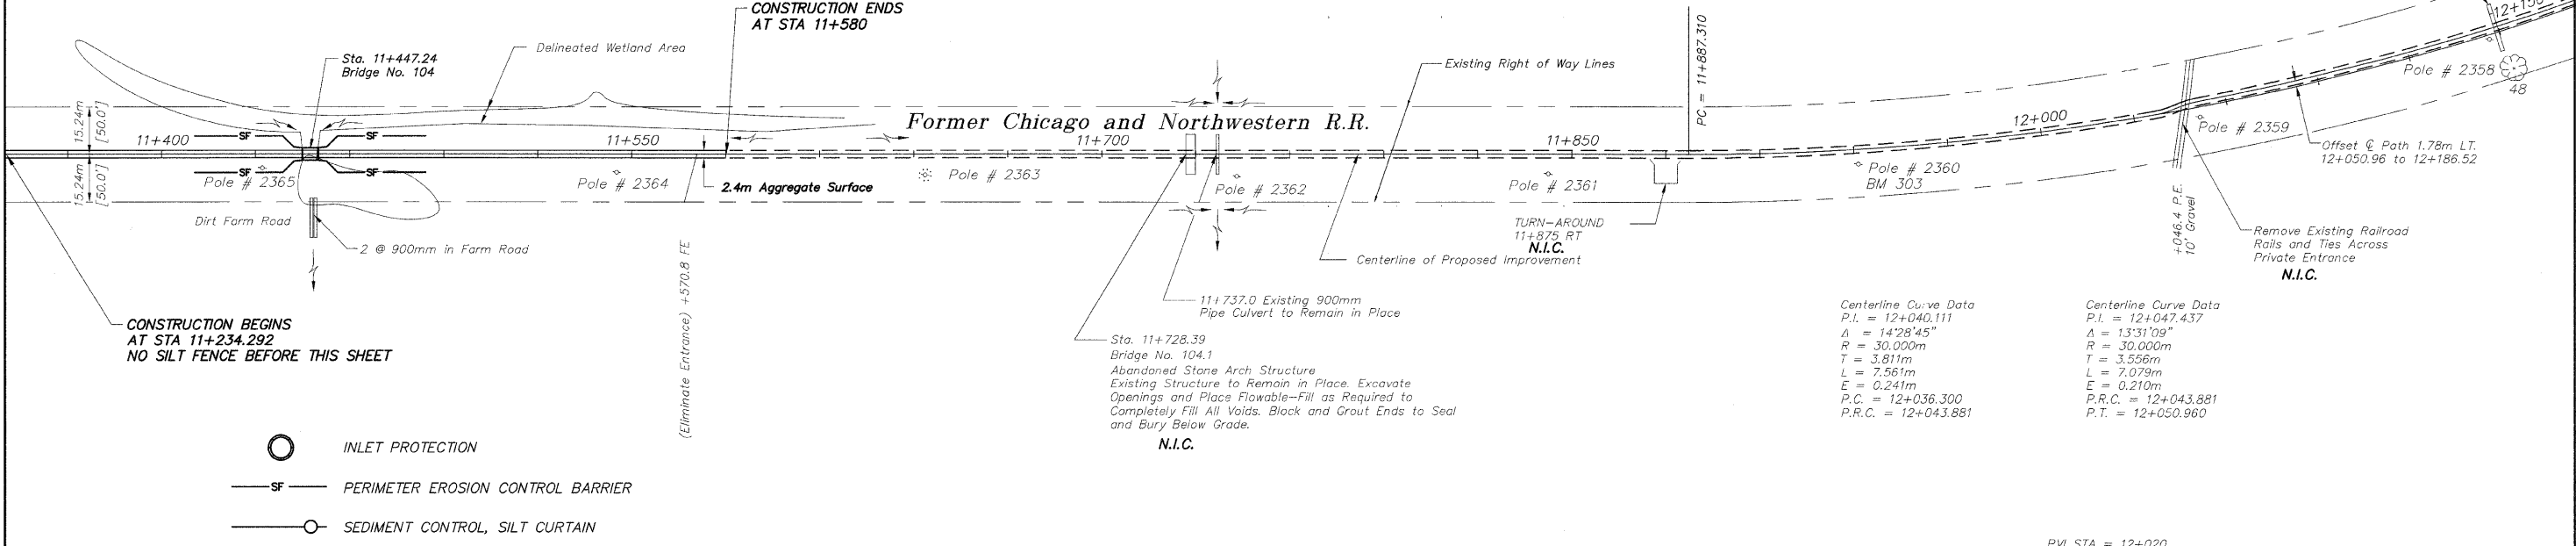 CONSTRUCTION ENDS
AT STA 11+580
Delineated Wetland Area
Sta. 11+447.24
Bridge No. 104
Existing Right of Way Lines
PC = 11+887.310
12+150
Pole # 2358
48
15.24m
[50.0']
15.24m
[50.0']
11+400
SF
SF
SF
SF
11+550
Former Chicago and Northwestern R.R.
11+700
11+850
12+000
Pole # 2365
Pole # 2364
2.4m Aggregate Surface
Pole # 2363
Pole # 2362
Pole # 2361
Pole # 2360
BM 303
Pole # 2359
Offset ℄ Path 1.78m LT.
12+050.96 to 12+186.52
Dirt Farm Road
2 @ 900mm in Farm Road
(Eliminate Entrance) +570.8 FE
TURN-AROUND
11+875 RT
N.I.C.
Centerline of Proposed Improvement
+046.4 P.E.
10' Gravel
Remove Existing Railroad
Rails and Ties Across
Private Entrance
N.I.C.
11+737.0 Existing 900mm
Pipe Culvert to Remain in Place
CONSTRUCTION BEGINS
AT STA 11+234.292
NO SILT FENCE BEFORE THIS SHEET
Sta. 11+728.39
Bridge No. 104.1
Abandoned Stone Arch Structure
Existing Structure to Remain in Place. Excavate
Openings and Place Flowable-Fill as Required to
Completely Fill All Voids. Block and Grout Ends to Seal
and Bury Below Grade.
N.I.C.
Centerline Curve Data
P.I. = 12+040.111
Δ = 14°28'45"
R = 30.000m
T = 3.811m
L = 7.561m
E = 0.241m
P.C. = 12+036.300
P.R.C. = 12+043.881
Centerline Curve Data
P.I. = 12+047.437
Δ = 13°31'09"
R = 30.000m
T = 3.556m
L = 7.079m
E = 0.210m
P.R.C. = 12+043.881
P.T. = 12+050.960
INLET PROTECTION
SF
PERIMETER EROSION CONTROL BARRIER
SEDIMENT CONTROL, SILT CURTAIN
PVI STA = 12+020